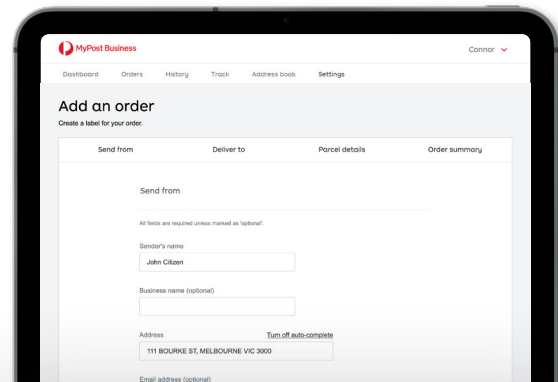 MyPost Business
Connor
Dashboard Orders History Track Address book Settings
Add an order
Create a label for your order.
Send from Deliver to Parcel details Order summary
Send from
All fields are required unless marked as 'optional'.
Sender's name
John Citizen
Business name (optional)
Address Turn off auto-complete
111 BOURKE ST, MELBOURNE VIC 3000
Email address (optional)